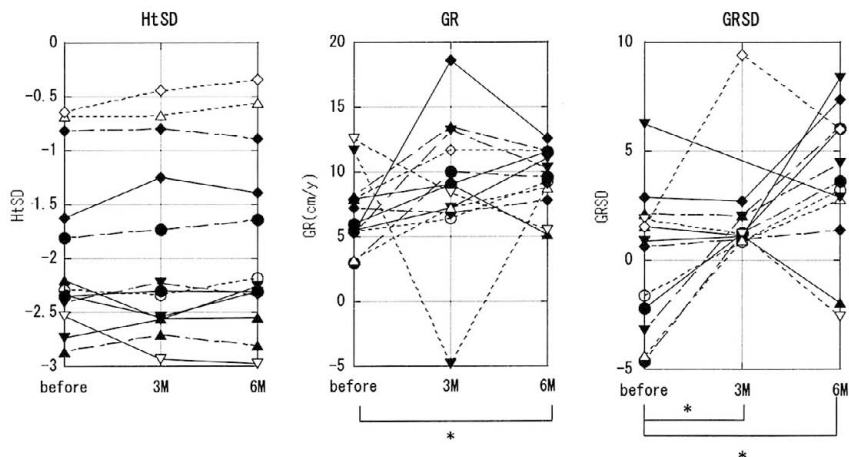 HtSD
GR
GRSD
0
-0.5
-1
-1.5
-2
-2.5
-3
HtSD
before
3M
6M
20
15
10
5
0
-5
GR(cm/y)
before
3M
6M
*
10
5
0
-5
GRSD
before
3M
6M
*
*